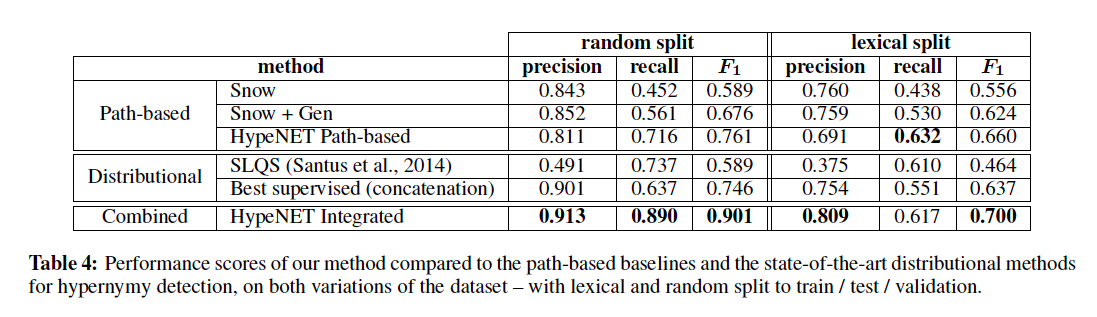 random split lexical split
method precision recall F1 precision recall F1
Path-based Snow 0.843 0.452 0.589 0.760 0.438 0.556
Snow + Gen 0.852 0.561 0.676 0.759 0.530 0.624
HypeNET Path-based 0.811 0.716 0.761 0.691 0.632 0.660
Distributional SLQS (Santus et al., 2014) 0.491 0.737 0.589 0.375 0.610 0.464
Best supervised (concatenation) 0.901 0.637 0.746 0.754 0.551 0.637
Combined HypeNET Integrated 0.913 0.890 0.901 0.809 0.617 0.700
Table 4: Performance scores of our method compared to the path-based baselines and the state-of-the-art distributional methods
for hypernymy detection, on both variations of the dataset – with lexical and random split to train / test / validation.